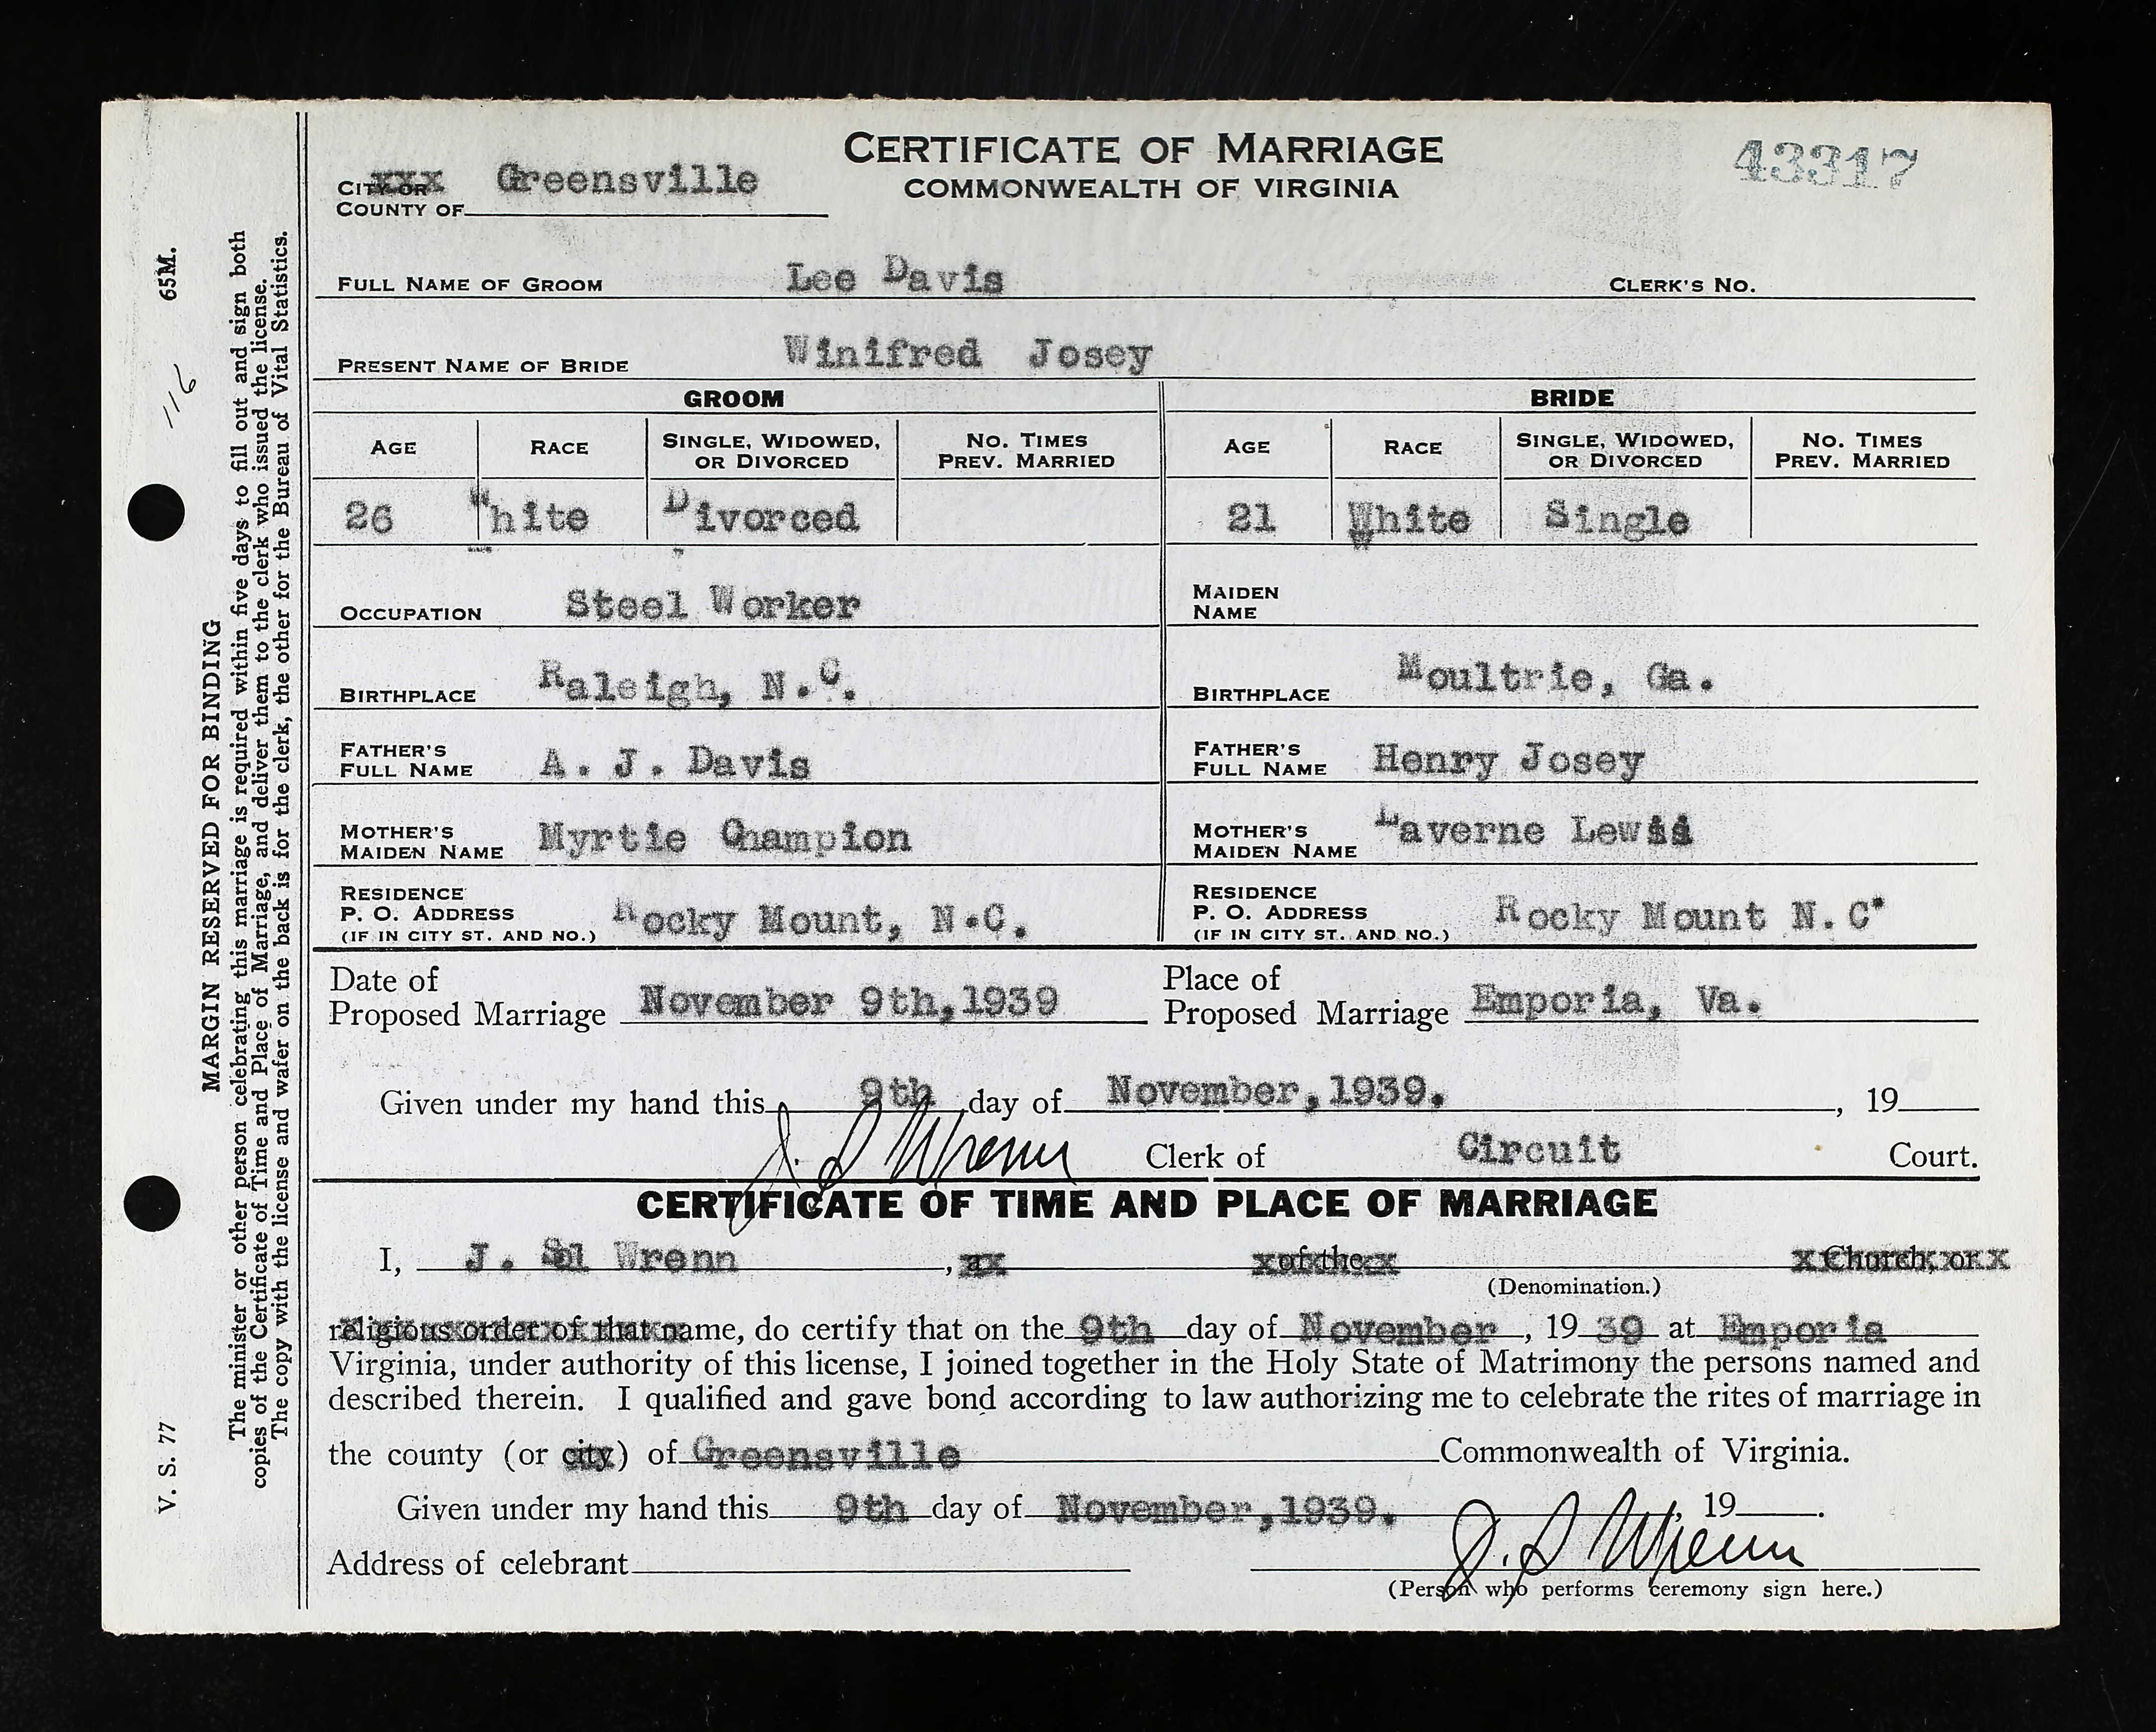 CERTIFICATE OF MARRIAGE
COMMONWEALTH OF VIRGINIA
43317
CITY OR xxx
COUNTY OF Greensville
FULL NAME OF GROOM Lee Davis CLERK'S NO.
PRESENT NAME OF BRIDE Winifred Josey
GROOM BRIDE
AGE RACE SINGLE, WIDOWED, OR DIVORCED NO. TIMES PREV. MARRIED AGE RACE SINGLE, WIDOWED, OR DIVORCED NO. TIMES PREV. MARRIED
26 White Divorced 21 White Single
OCCUPATION Steel Worker MAIDEN NAME
BIRTHPLACE Raleigh, N.C. BIRTHPLACE Moultrie, Ga.
FATHER'S FULL NAME A. J. Davis FATHER'S FULL NAME Henry Josey
MOTHER'S MAIDEN NAME Myrtie Champion MOTHER'S MAIDEN NAME Laverne Lewis
RESIDENCE P. O. ADDRESS (IF IN CITY ST. AND NO.) Rocky Mount, N.C. RESIDENCE P. O. ADDRESS (IF IN CITY ST. AND NO.) Rocky Mount N.C.
Date of Proposed Marriage November 9th, 1939 Place of Proposed Marriage Emporia, Va.
Given under my hand this 9th day of November, 1939. , 19
J. S Wrenn Clerk of Circuit Court.
CERTIFICATE OF TIME AND PLACE OF MARRIAGE
I, J. Wrenn , a x of the x x Church, or x
(Denomination.)
religious order of that name, do certify that on the 9th day of November , 19 39 at Emporia
Virginia, under authority of this license, I joined together in the Holy State of Matrimony the persons named and
described therein. I qualified and gave bond according to law authorizing me to celebrate the rites of marriage in
the county (or city) of Greensville Commonwealth of Virginia.
Given under my hand this 9th day of November, 1939. , 19 .
Address of celebrant J. S Wrenn
(Person who performs ceremony sign here.)
V. S. 77 116 65M.
MARGIN RESERVED FOR BINDING
The minister or other person celebrating this marriage is required within five days to fill out and sign both
copies of the Certificate of Time and Place of Marriage, and deliver them to the clerk who issued the license.
The copy with the license and wafer on the back is for the clerk, the other for the Bureau of Vital Statistics.